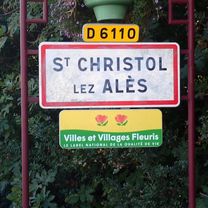 D 6110
ST CHRISTOL
LEZ ALÈS
Villes et Villages Fleuris
LE LABEL NATIONAL DE LA QUALITÉ DE VIE